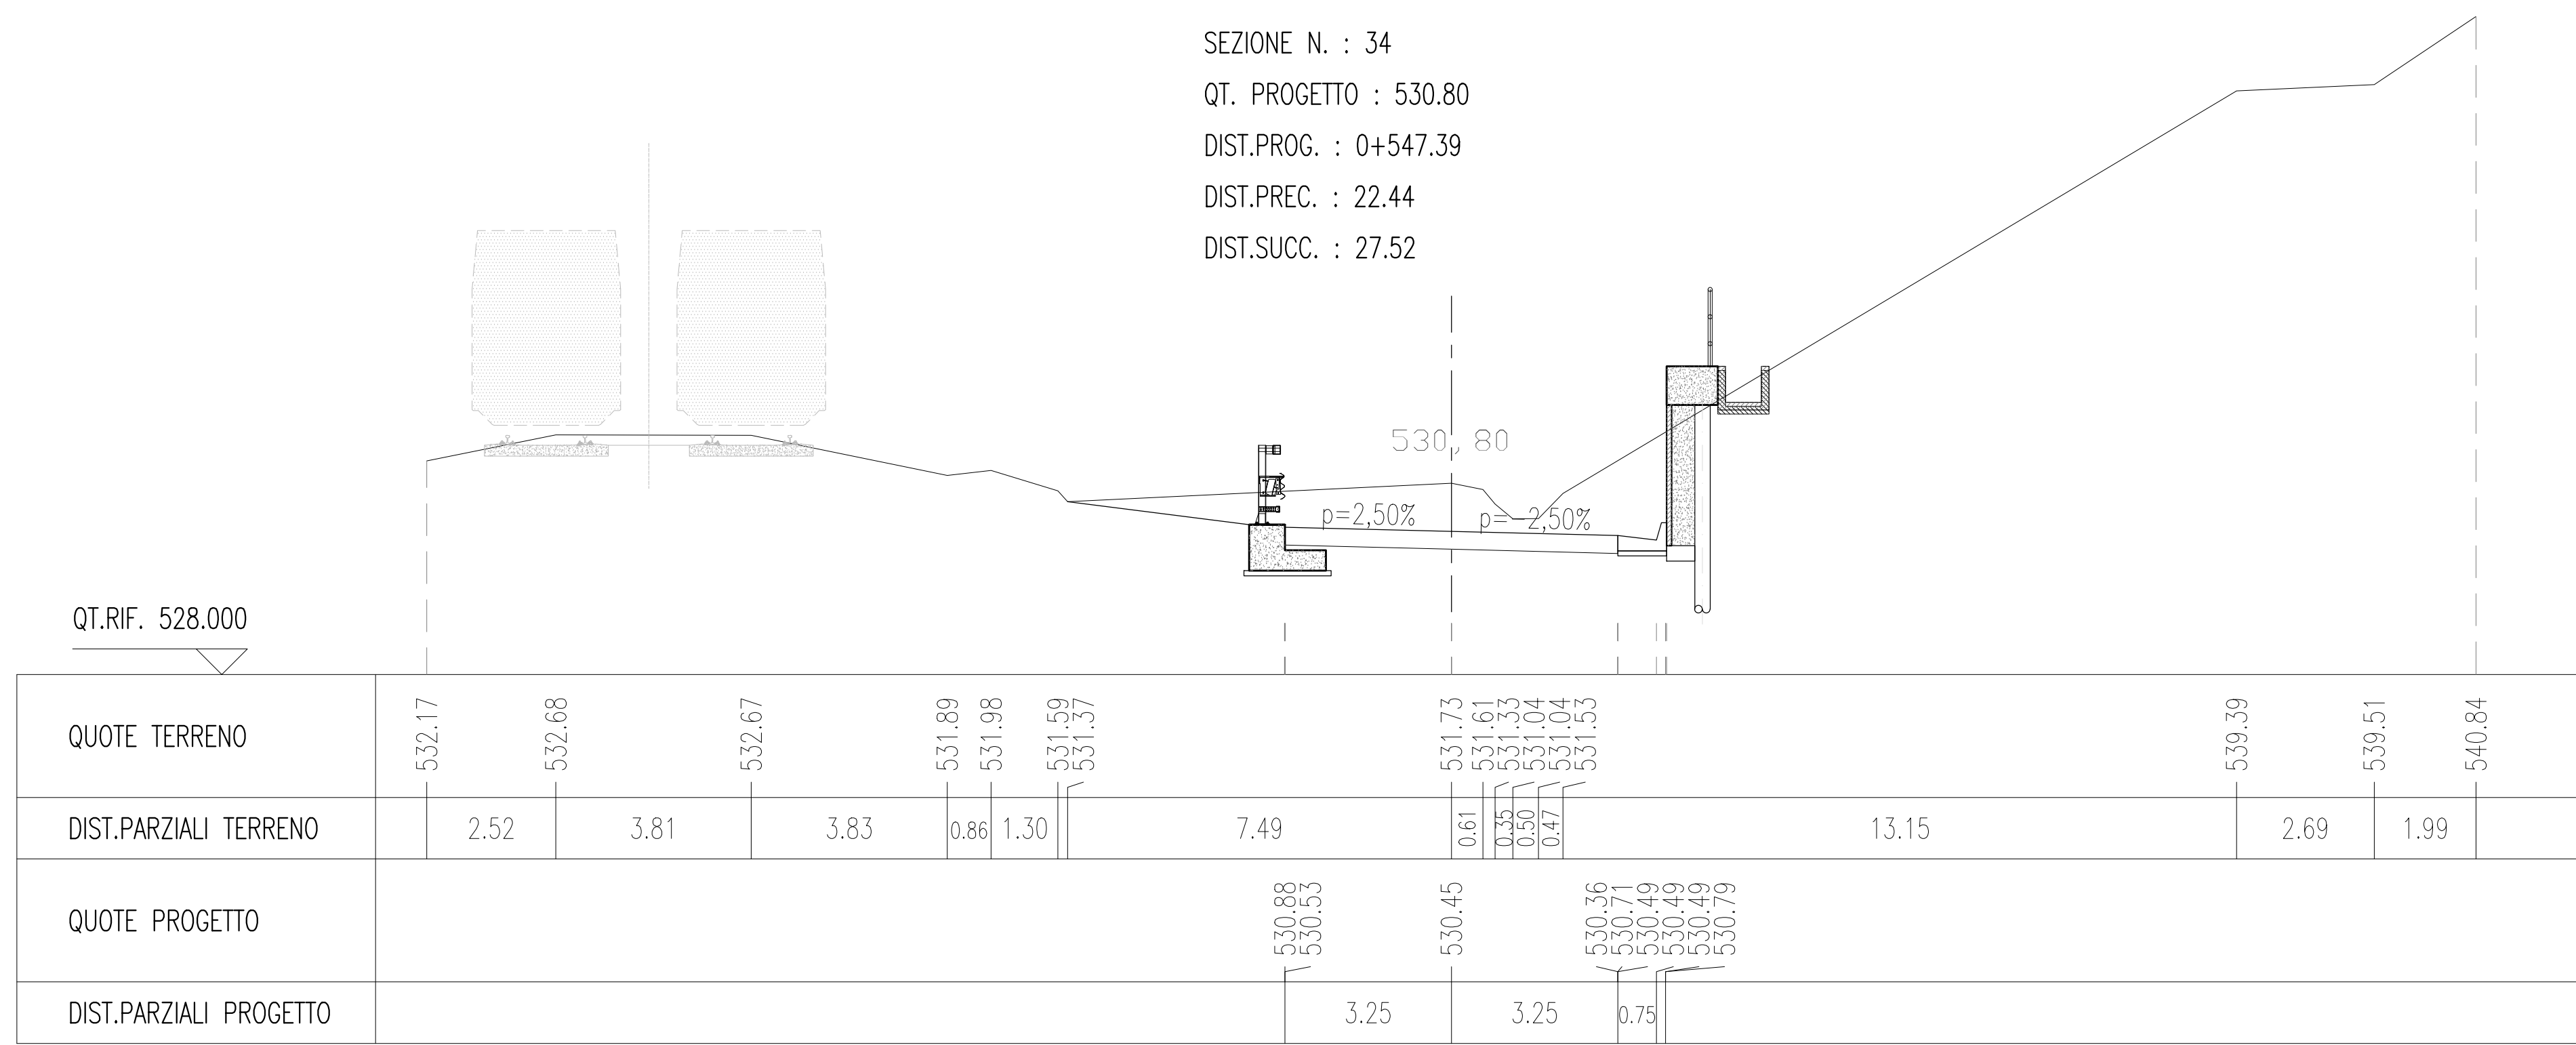 SEZIONE N. : 34
QT. PROGETTO : 530.80
DIST.PROG. : 0+547.39
DIST.PREC. : 22.44
DIST.SUCC. : 27.52
530,80
p=2,50% p=-2,50%
QT.RIF. 528.000
QUOTE TERRENO 532.17 532.68 532.67 531.89 531.98 531.59 531.37 531.73 531.61 531.33 531.04 531.04 531.53 539.39 539.51 540.84
DIST.PARZIALI TERRENO 2.52 3.81 3.83 0.86 1.30 7.49 0.61 0.35 0.50 0.47 13.15 2.69 1.99
QUOTE PROGETTO 530.88 530.53 530.45 530.36 530.71 530.49 530.49 530.49 530.79
DIST.PARZIALI PROGETTO 3.25 3.25 0.75